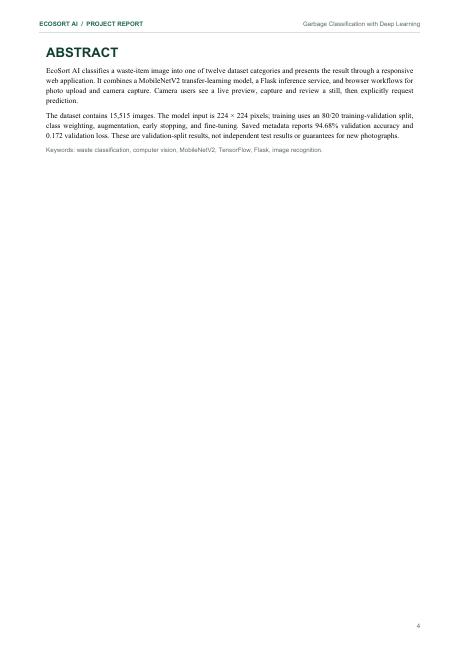 ECOSORT AI / PROJECT REPORT
Garbage Classification with Deep Learning
ABSTRACT
EcoSort AI classifies a waste-item image into one of twelve dataset categories and presents the result through a responsive
web application. It combines a MobileNetV2 transfer-learning model, a Flask inference service, and browser workflows for
photo upload and camera capture. Camera users see a live preview, capture and review a still, then explicitly request
prediction.
The dataset contains 15,515 images. The model input is 224 × 224 pixels; training uses an 80/20 training-validation split,
class weighting, augmentation, early stopping, and fine-tuning. Saved metadata reports 94.68% validation accuracy and
0.172 validation loss. These are validation-split results, not independent test results or guarantees for new photographs.
Keywords: waste classification, computer vision, MobileNetV2, TensorFlow, Flask, image recognition.
4